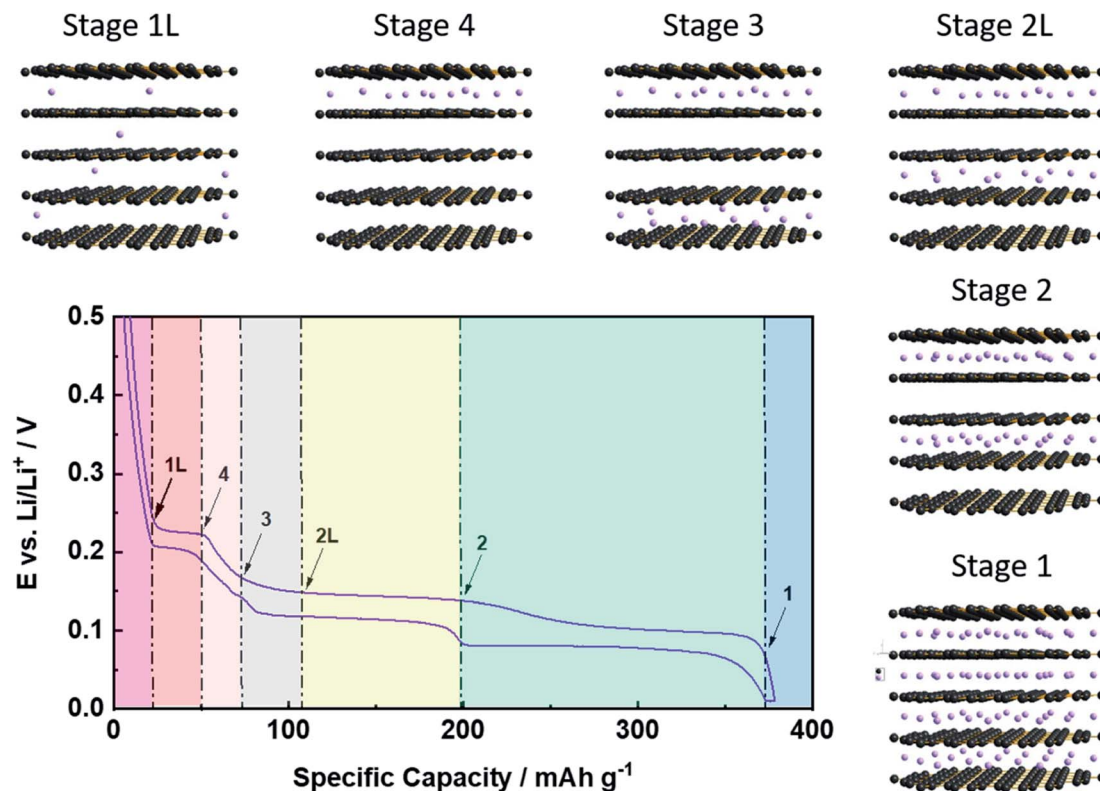 Stage 1L
Stage 4
Stage 3
Stage 2L
Stage 2
Stage 1
0.5
0.4
0.3
0.2
0.1
0.0
E vs. Li/Li⁺ / V
1L
4
3
2L
2
1
0
100
200
300
400
Specific Capacity / mAh g⁻¹